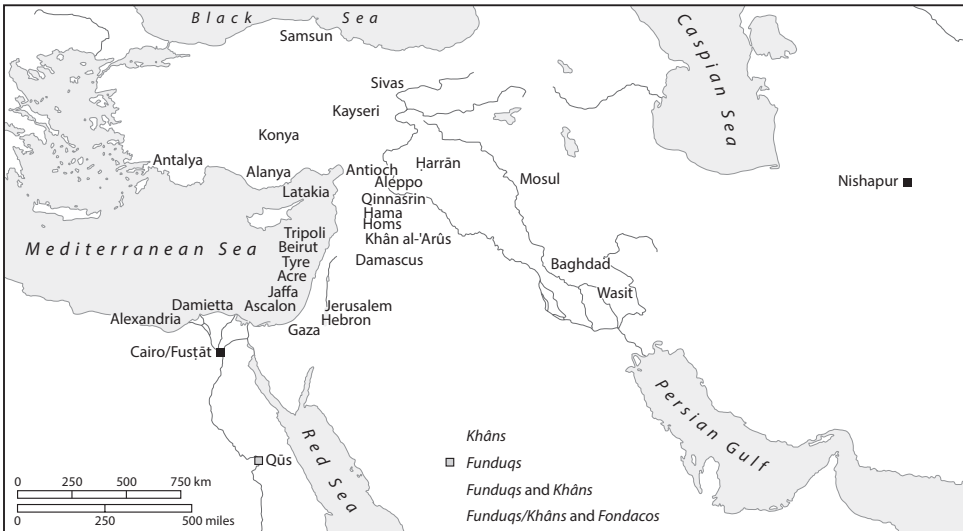 Black Sea
Samsun
Caspian Sea
Sivas
Kayseri
Konya
Antalya
Alanya
Antioch
Ḥarrān
Aleppo
Mosul
Nishapur
Latakia
Qinnasrin
Hama
Homs
Tripoli
Khân al-'Arûs
Mediterranean Sea
Beirut
Tyre
Damascus
Baghdad
Acre
Jaffa
Wasit
Damietta
Ascalon
Jerusalem
Alexandria
Hebron
Gaza
Cairo/Fusṭāt
Persian Gulf
Red Sea
Qūs
Khâns
Funduqs
Funduqs and Khâns
Funduqs/Khâns and Fondacos
0 250 500 750 km
0 250 500 miles